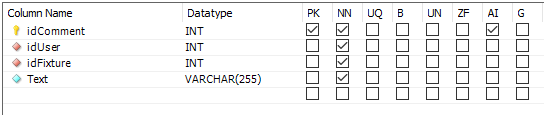 Column Name Datatype PK NN UQ B UN ZF AI G
idComment INT
idUser INT
idFixture INT
Text VARCHAR(255)